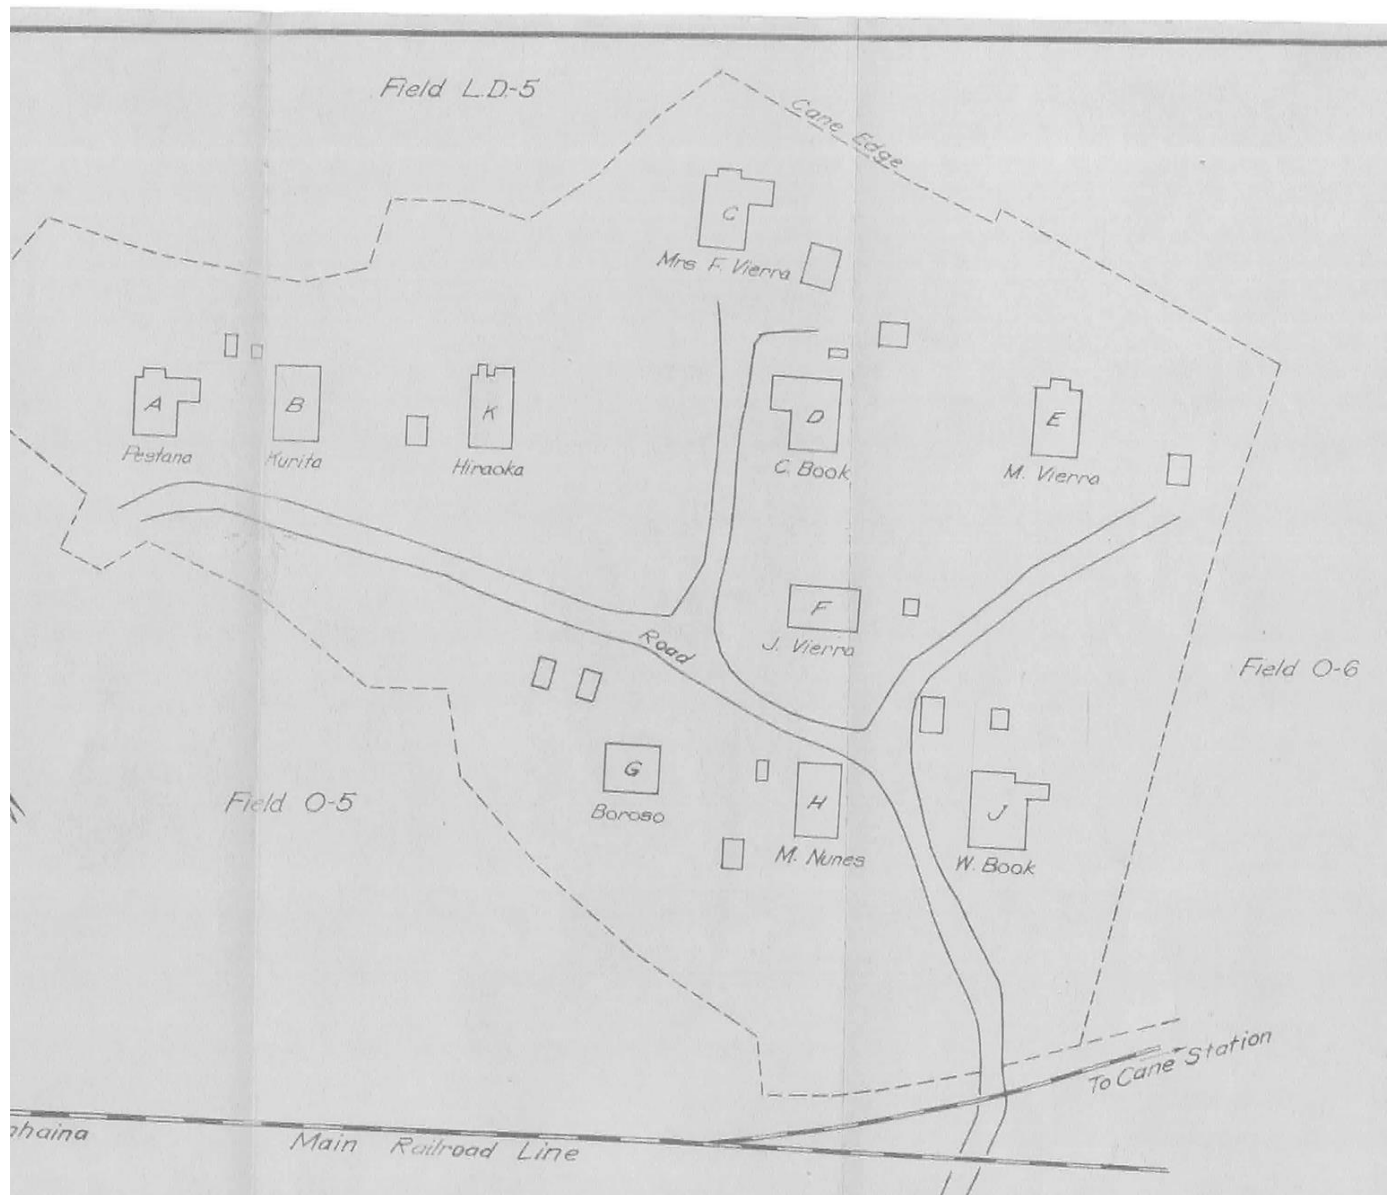 Field L.D.-5
Cane Edge
C
Mrs F. Vierra
A
Pestana
B
Kurita
K
Hiraoka
D
C. Book
E
M. Vierra
F
J. Vierra
Road
Field O-6
G
Boroso
H
M. Nunes
J
W. Book
Field O-5
To Cane Station
ahaina
Main Railroad Line